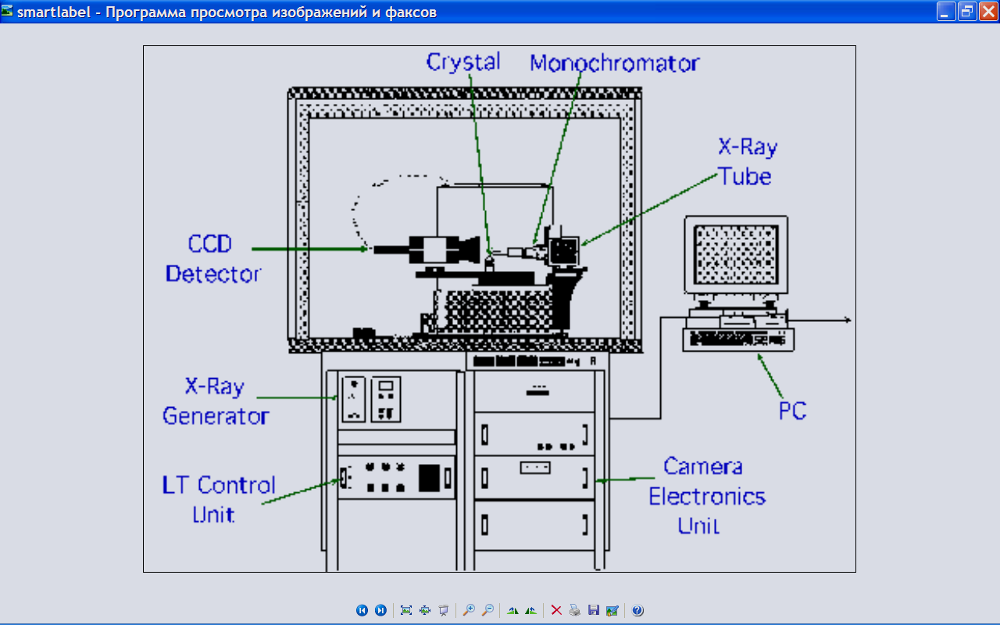 smartlabel - Программа просмотра изображений и факсов
Crystal
Monochromator
X-Ray
Tube
CCD
Detector
X-Ray
Generator
PC
LT Control
Unit
Camera
Electronics
Unit